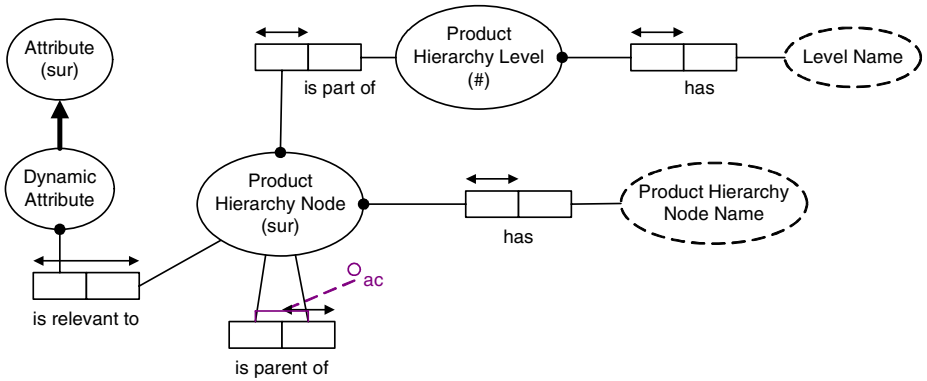 Attribute
(sur)
Product
Hierarchy Level
(#)
is part of
Level Name
has
Dynamic
Attribute
Product
Hierarchy Node
(sur)
Product Hierarchy
Node Name
has
ac
is relevant to
is parent of